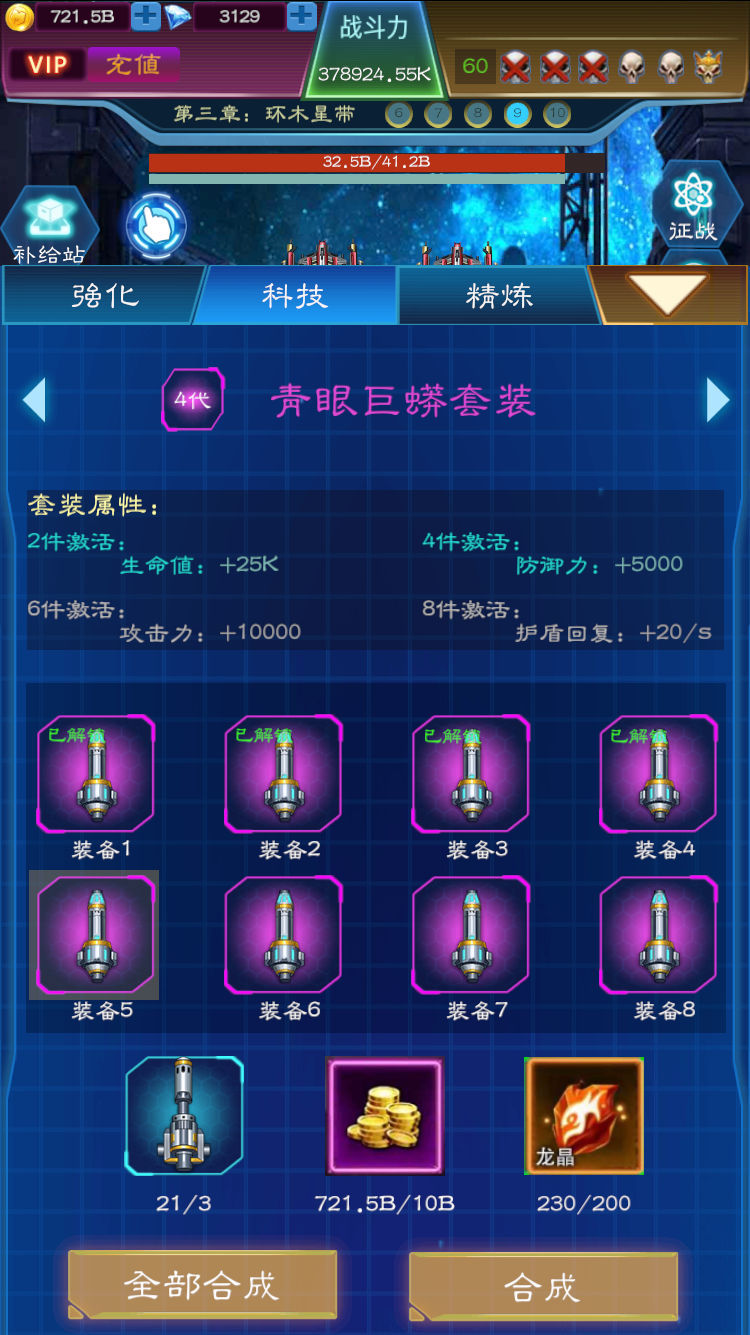 721.5B
3129
战斗力
378924.55K
VIP
充值
60
第三章：环木星带
6 7 8 9 10
32.5B/41.2B
补给站
征战
强化
科技
精炼
4代
青眼巨蟒套装
套装属性：
2件激活：
生命值：+25K
4件激活：
防御力：+5000
6件激活：
攻击力：+10000
8件激活：
护盾回复：+20/s
已解锁
已解锁
已解锁
已解锁
装备1
装备2
装备3
装备4
装备5
装备6
装备7
装备8
龙晶
21/3
721.5B/10B
230/200
全部合成
合成